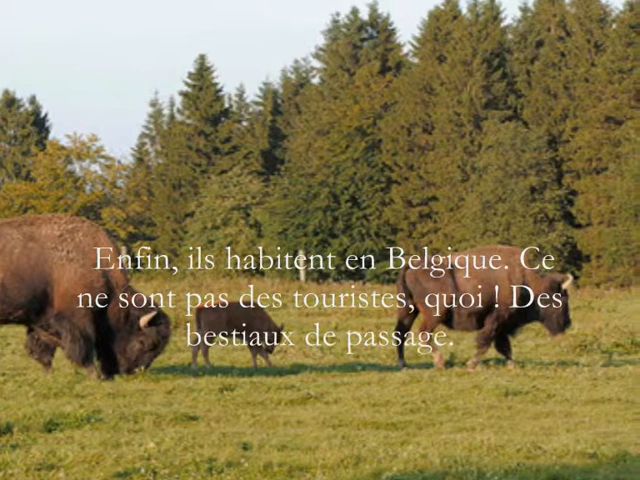 Enfin, ils habitent en Belgique. Ce
ne sont pas des touristes, quoi ! Des
bestiaux de passage.